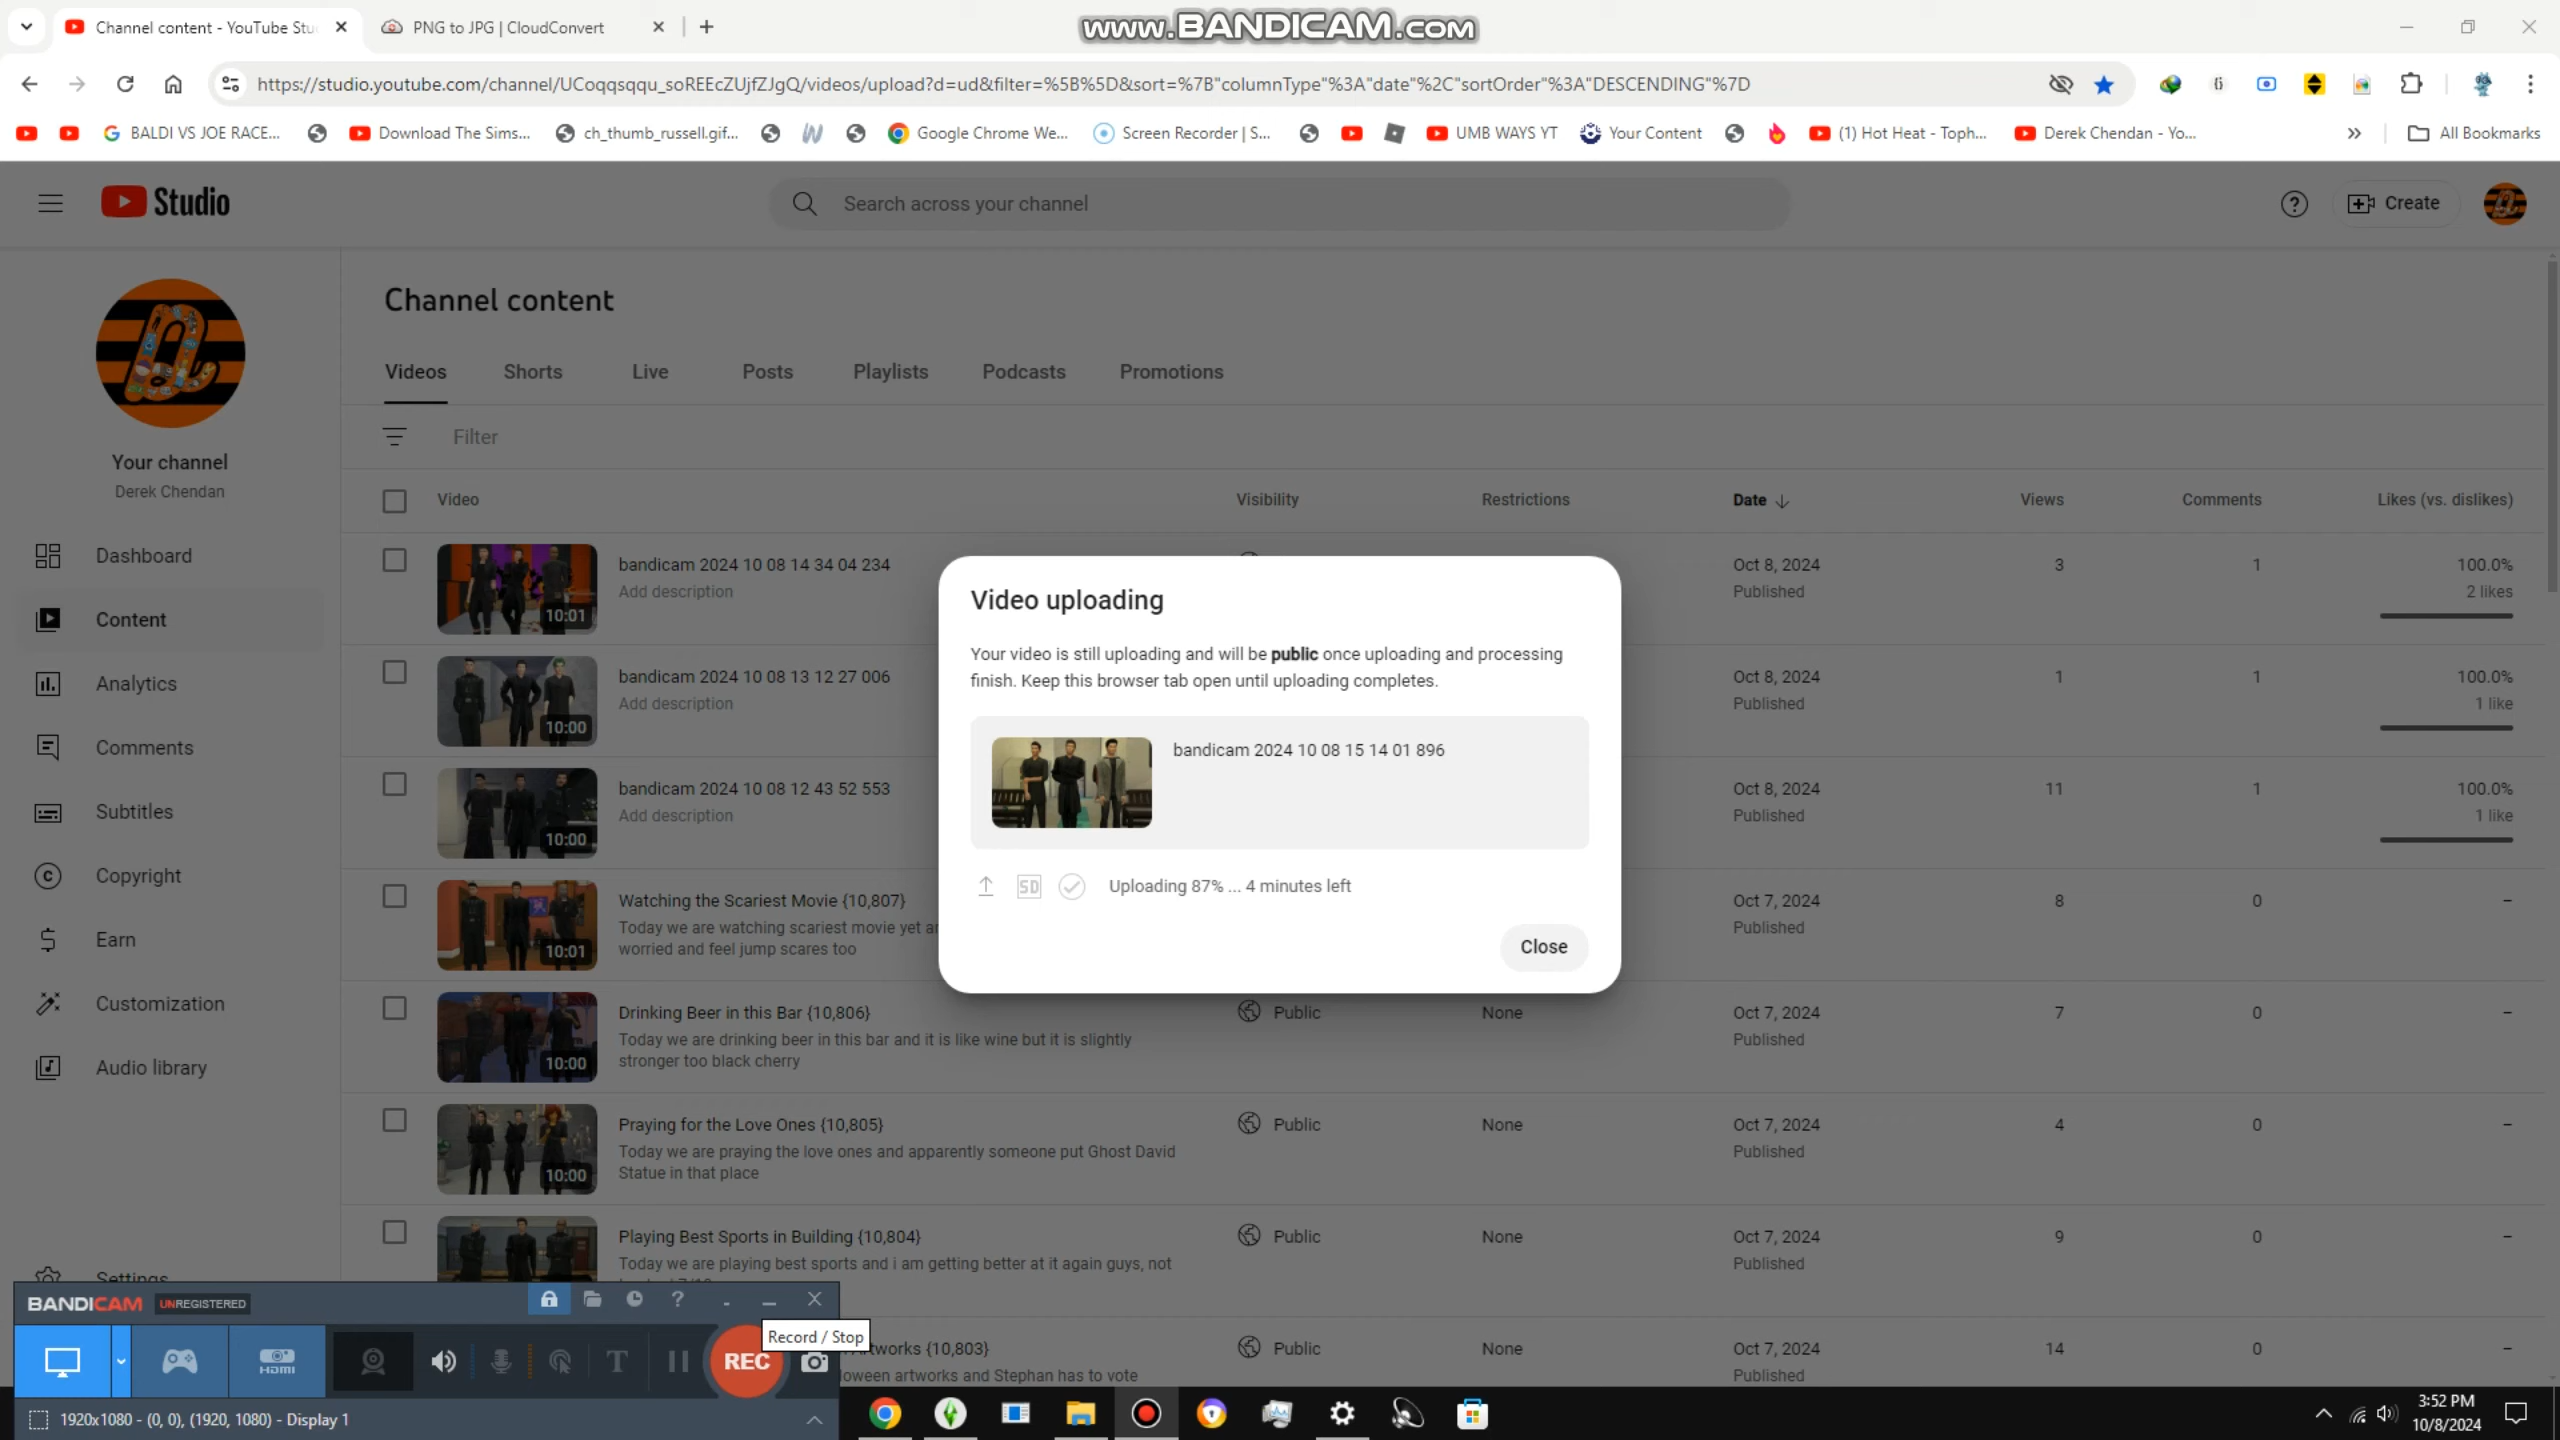 Channel content - YouTube Stu
PNG to JPG | CloudConvert
www.BANDICAM.com
https://studio.youtube.com/channel/UCoqqsqqu_soREEcZUjfZJgQ/videos/upload?d=ud&filter=%5B%5D&sort=%7B"columnType"%3A"date"%2C"sortOrder"%3A"DESCENDING"%7D
BALDI VS JOE RACE...
Download The Sims...
ch_thumb_russell.gif...
Google Chrome We...
Screen Recorder | S...
UMB WAYS YT
Your Content
(1) Hot Heat - Toph...
Derek Chendan - Yo...
All Bookmarks
Studio
Search across your channel
Create
Channel content
Videos Shorts Live Posts Playlists Podcasts Promotions
Filter
Your channel
Derek Chendan
Dashboard
Content
Analytics
Comments
Subtitles
Copyright
Earn
Customization
Audio library
Settings
Video Visibility Restrictions Date Views Comments Likes (vs. dislikes)
bandicam 2024 10 08 14 34 04 234 Oct 8, 2024 3 1 100.0%
Add description Published 2 likes
10:01
bandicam 2024 10 08 13 12 27 006 Oct 8, 2024 1 1 100.0%
Add description Published 1 like
10:00
bandicam 2024 10 08 12 43 52 553 Oct 8, 2024 11 1 100.0%
Add description Published 1 like
10:00
Watching the Scariest Movie {10,807} Oct 7, 2024 8 0 –
Today we are watching scariest movie yet ar Published
worried and feel jump scares too
10:01
Drinking Beer in this Bar {10,806} Public None Oct 7, 2024 7 0 –
Today we are drinking beer in this bar and it is like wine but it is slightly Published
stronger too black cherry
10:00
Praying for the Love Ones {10,805} Public None Oct 7, 2024 4 0 –
Today we are praying the love ones and apparently someone put Ghost David Published
Statue in that place
10:00
Playing Best Sports in Building {10,804} Public None Oct 7, 2024 9 0 –
Today we are playing best sports and i am getting better at it again guys, not Published
Artworks {10,803} Public None Oct 7, 2024 14 0 –
loween artworks and Stephan has to vote Published
Video uploading
Your video is still uploading and will be public once uploading and processing
finish. Keep this browser tab open until uploading completes.
bandicam 2024 10 08 15 14 01 896
SD
Uploading 87% ... 4 minutes left
Close
BANDICAM UNREGISTERED
HDMI
REC
Record / Stop
1920x1080 - (0, 0), (1920, 1080) - Display 1
3:52 PM
10/8/2024